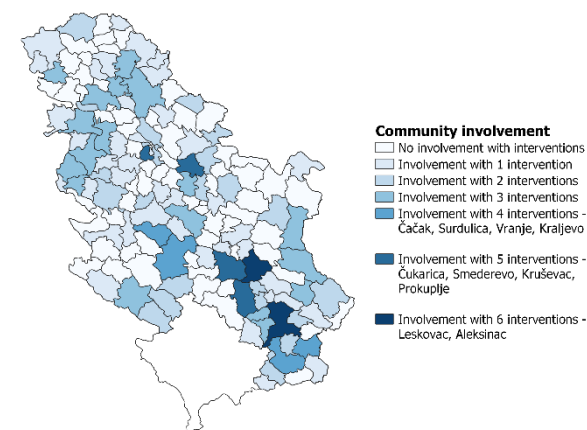 Community involvement
No involvement with interventions
Involvement with 1 intervention
Involvement with 2 interventions
Involvement with 3 interventions
Involvement with 4 interventions -
Čačak, Surdulica, Vranje, Kraljevo
Involvement with 5 interventions -
Čukarica, Smederevo, Kruševac,
Prokuplje
Involvement with 6 interventions -
Leskovac, Aleksinac